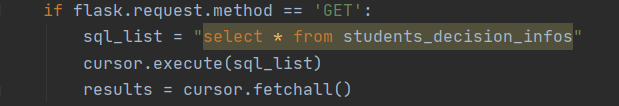 if flask.request.method == 'GET':
    sql_list = "select * from students_decision_infos"
    cursor.execute(sql_list)
    results = cursor.fetchall()